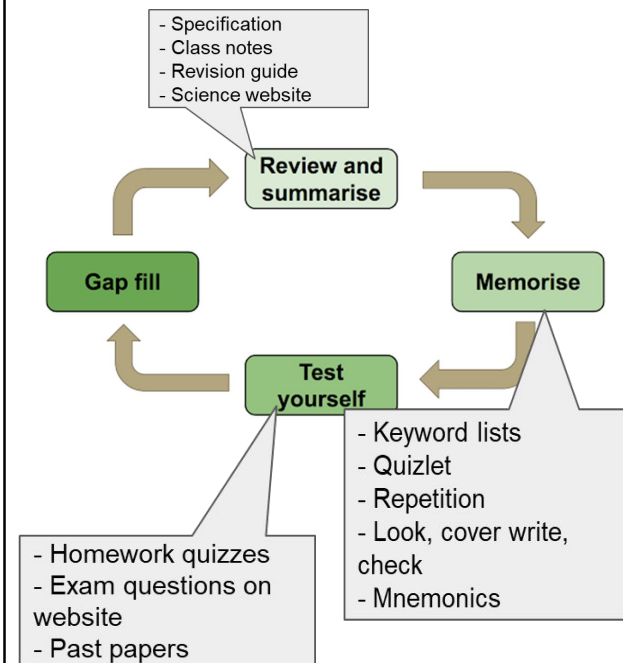 - Specification
- Class notes
- Revision guide
- Science website
Review and
summarise
Gap fill
Memorise
Test
yourself
- Keyword lists
- Quizlet
- Repetition
- Look, cover write,
check
- Mnemonics
- Homework quizzes
- Exam questions on
website
- Past papers